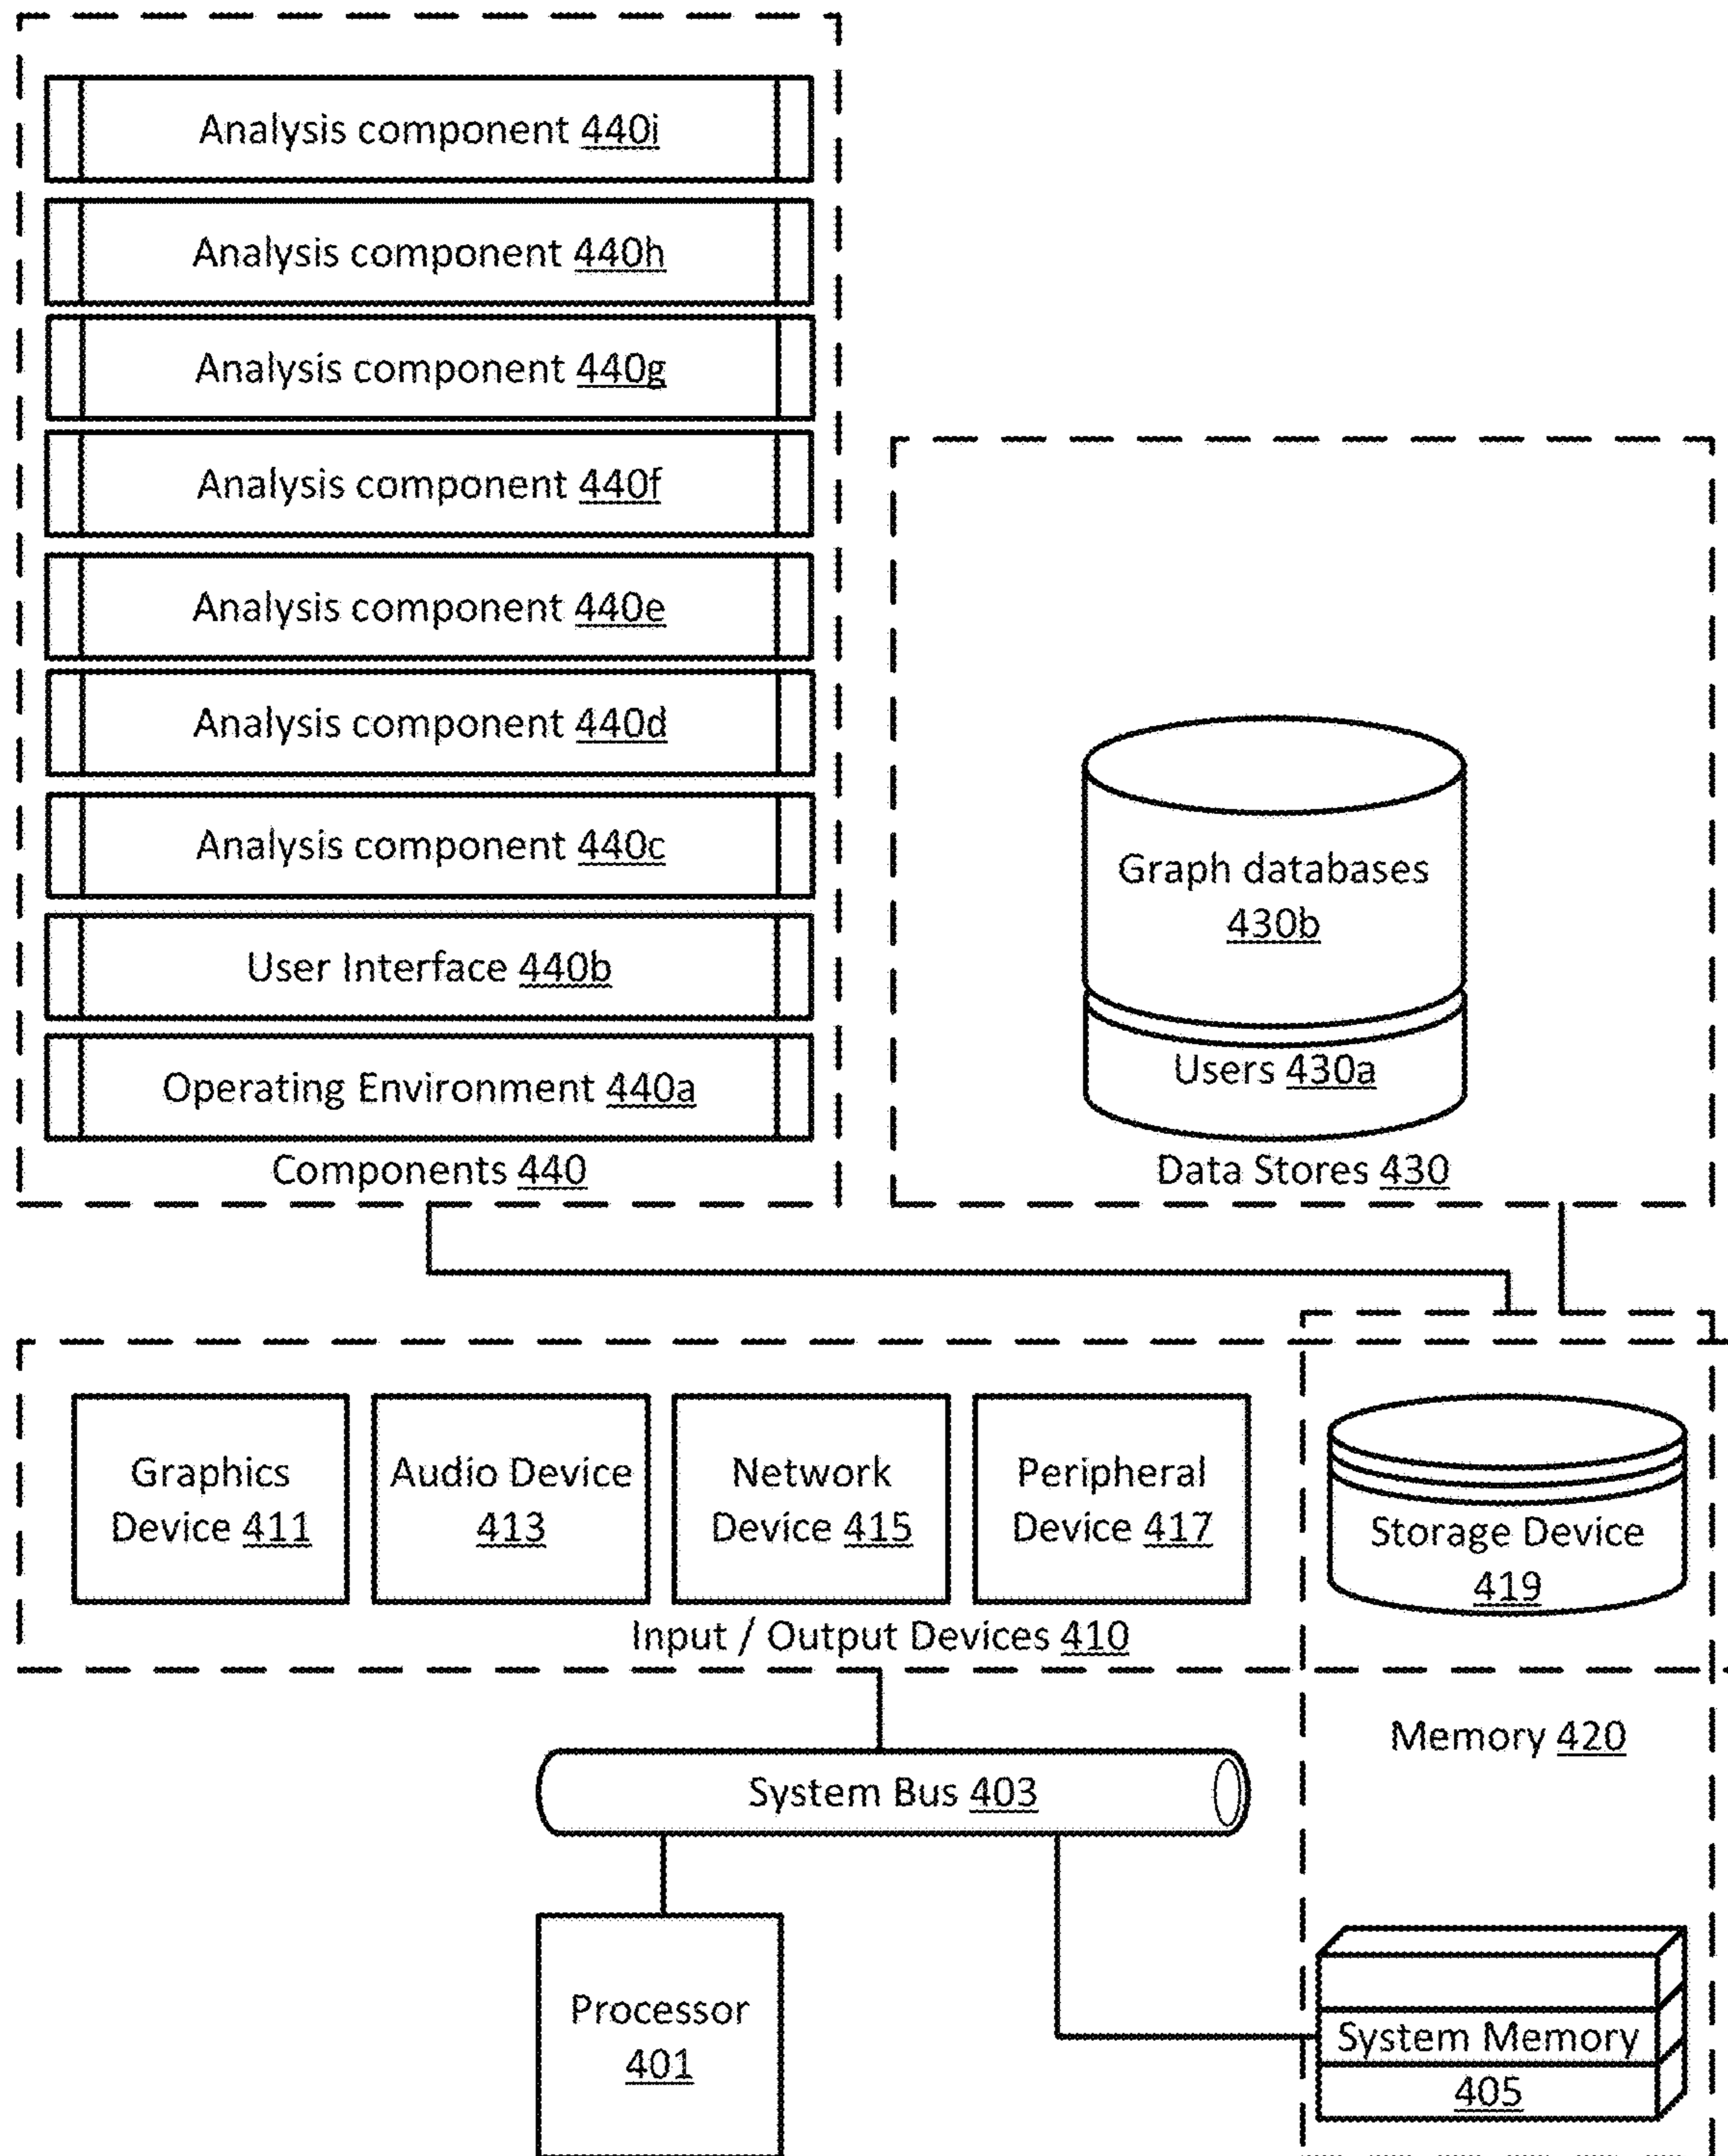 Analysis component 440i
Analysis component 440h
Analysis component 440g
Analysis component 440f
Analysis component 440e
Analysis component 440d
Analysis component 440c
User Interface 440b
Operating Environment 440a
Components 440
Graph databases
430b
Users 430a
Data Stores 430
Graphics
Device 411
Audio Device
413
Network
Device 415
Peripheral
Device 417
Storage Device
419
Input / Output Devices 410
Memory 420
System Bus 403
Processor
401
System Memory
405